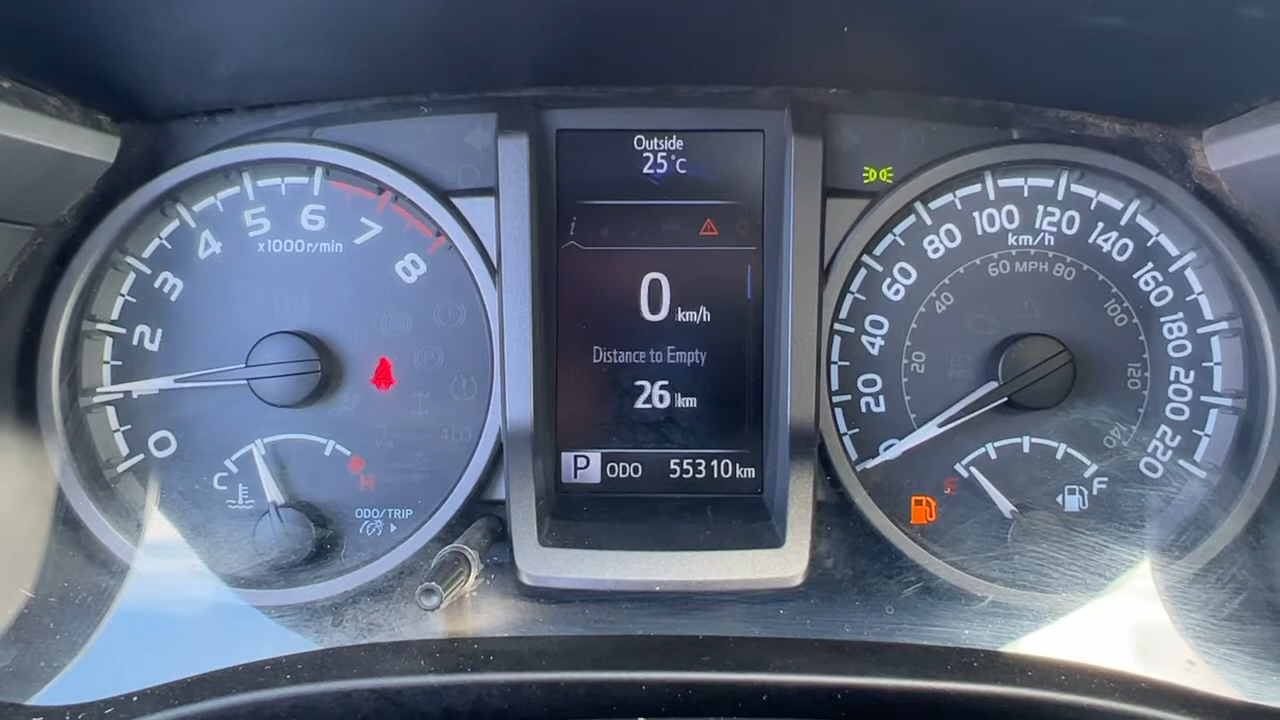 Outside
25°C
i
0 km/h
Distance to Empty
26 km
P ODO 55310 km
0 1 2 3 4 5 6 7 8
x1000r/min
C H
ODO/TRIP
4LO
0 20 40 60 80 100 120 140 160 180 200 220
km/h
20 40 60 MPH 80 100 120 140
ECT
PWR
E F